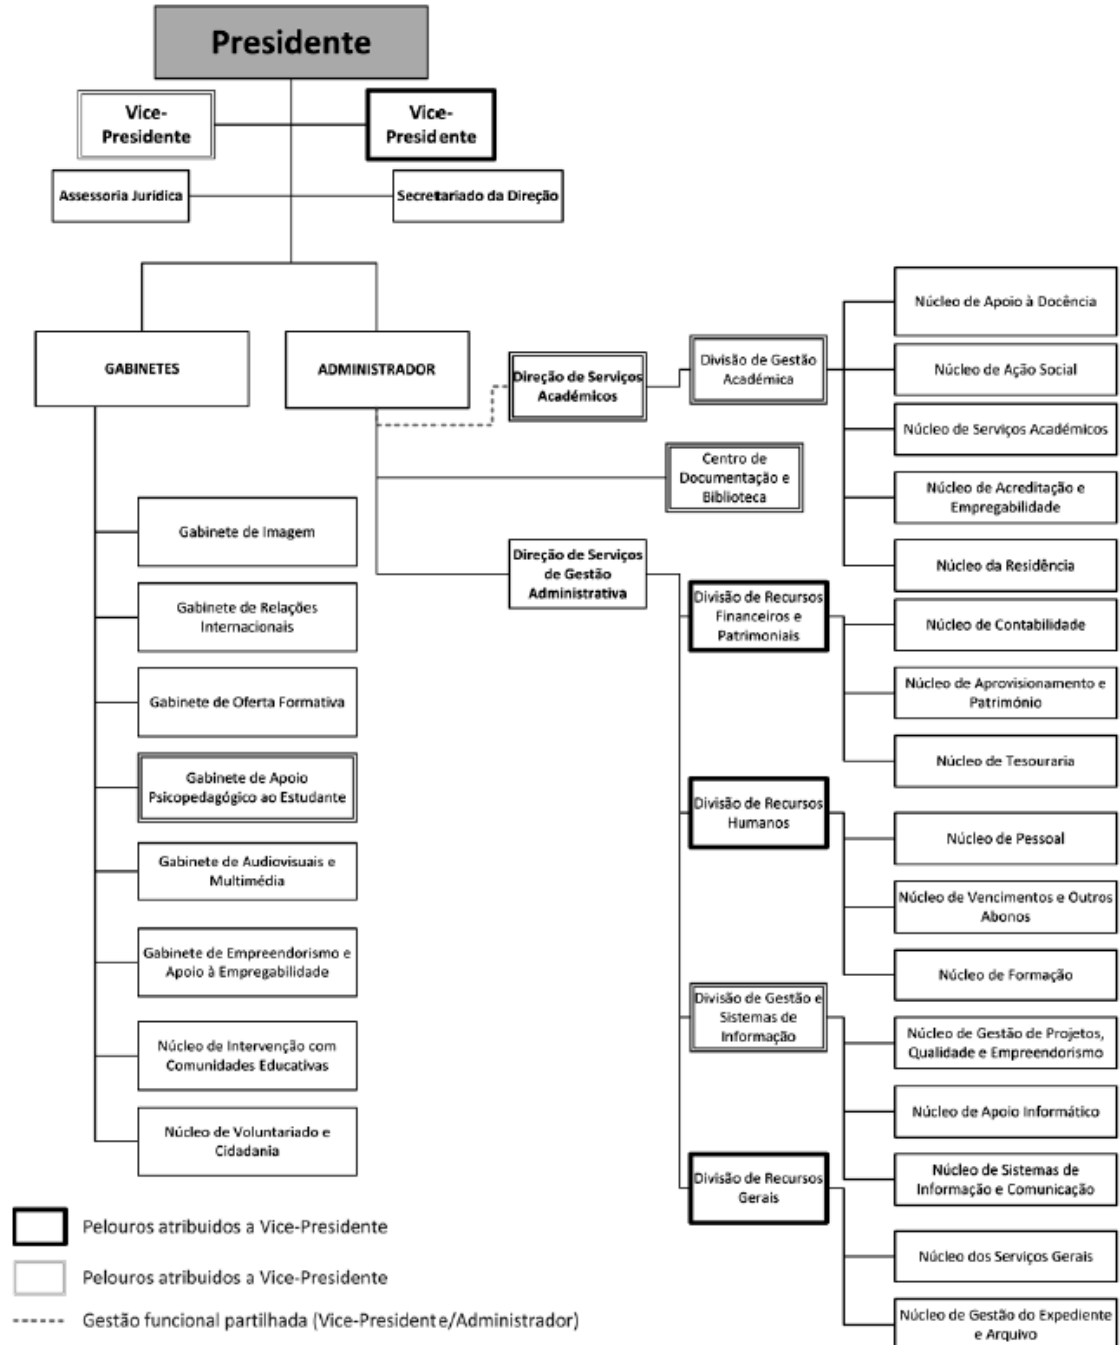 Presidente
Vice-
Presidente
Vice-
Presidente
Assessoria Jurídica
Secretariado da Direção
GABINETES
ADMINISTRADOR
Gabinete de Imagem
Gabinete de Relações
Internacionais
Gabinete de Oferta Formativa
Gabinete de Apoio
Psicopedagógico ao Estudante
Gabinete de Audiovisuais e
Multimédia
Gabinete de Empreendorismo e
Apoio à Empregabilidade
Núcleo de Intervenção com
Comunidades Educativas
Núcleo de Voluntariado e
Cidadania
Direção de Serviços
Académicos
Divisão de Gestão
Académica
Núcleo de Apoio à Docência
Núcleo de Ação Social
Núcleo de Serviços Académicos
Núcleo de Acreditação e
Empregabilidade
Núcleo da Residência
Centro de
Documentação e
Biblioteca
Direção de Serviços
de Gestão
Administrativa
Divisão de Recursos
Financeiros e
Patrimoniais
Núcleo de Contabilidade
Núcleo de Aprovisionamento e
Património
Núcleo de Tesouraria
Divisão de Recursos
Humanos
Núcleo de Pessoal
Núcleo de Vencimentos e Outros
Abonos
Núcleo de Formação
Divisão de Gestão e
Sistemas de
Informação
Núcleo de Gestão de Projetos,
Qualidade e Empreendorismo
Núcleo de Apoio Informático
Núcleo de Sistemas de
Informação e Comunicação
Divisão de Recursos
Gerais
Núcleo dos Serviços Gerais
Núcleo de Gestão do Expediente
e Arquivo
Pelouros atribuidos a Vice-Presidente
Pelouros atribuidos a Vice-Presidente
Gestão funcional partilhada (Vice-Presidente/Administrador)